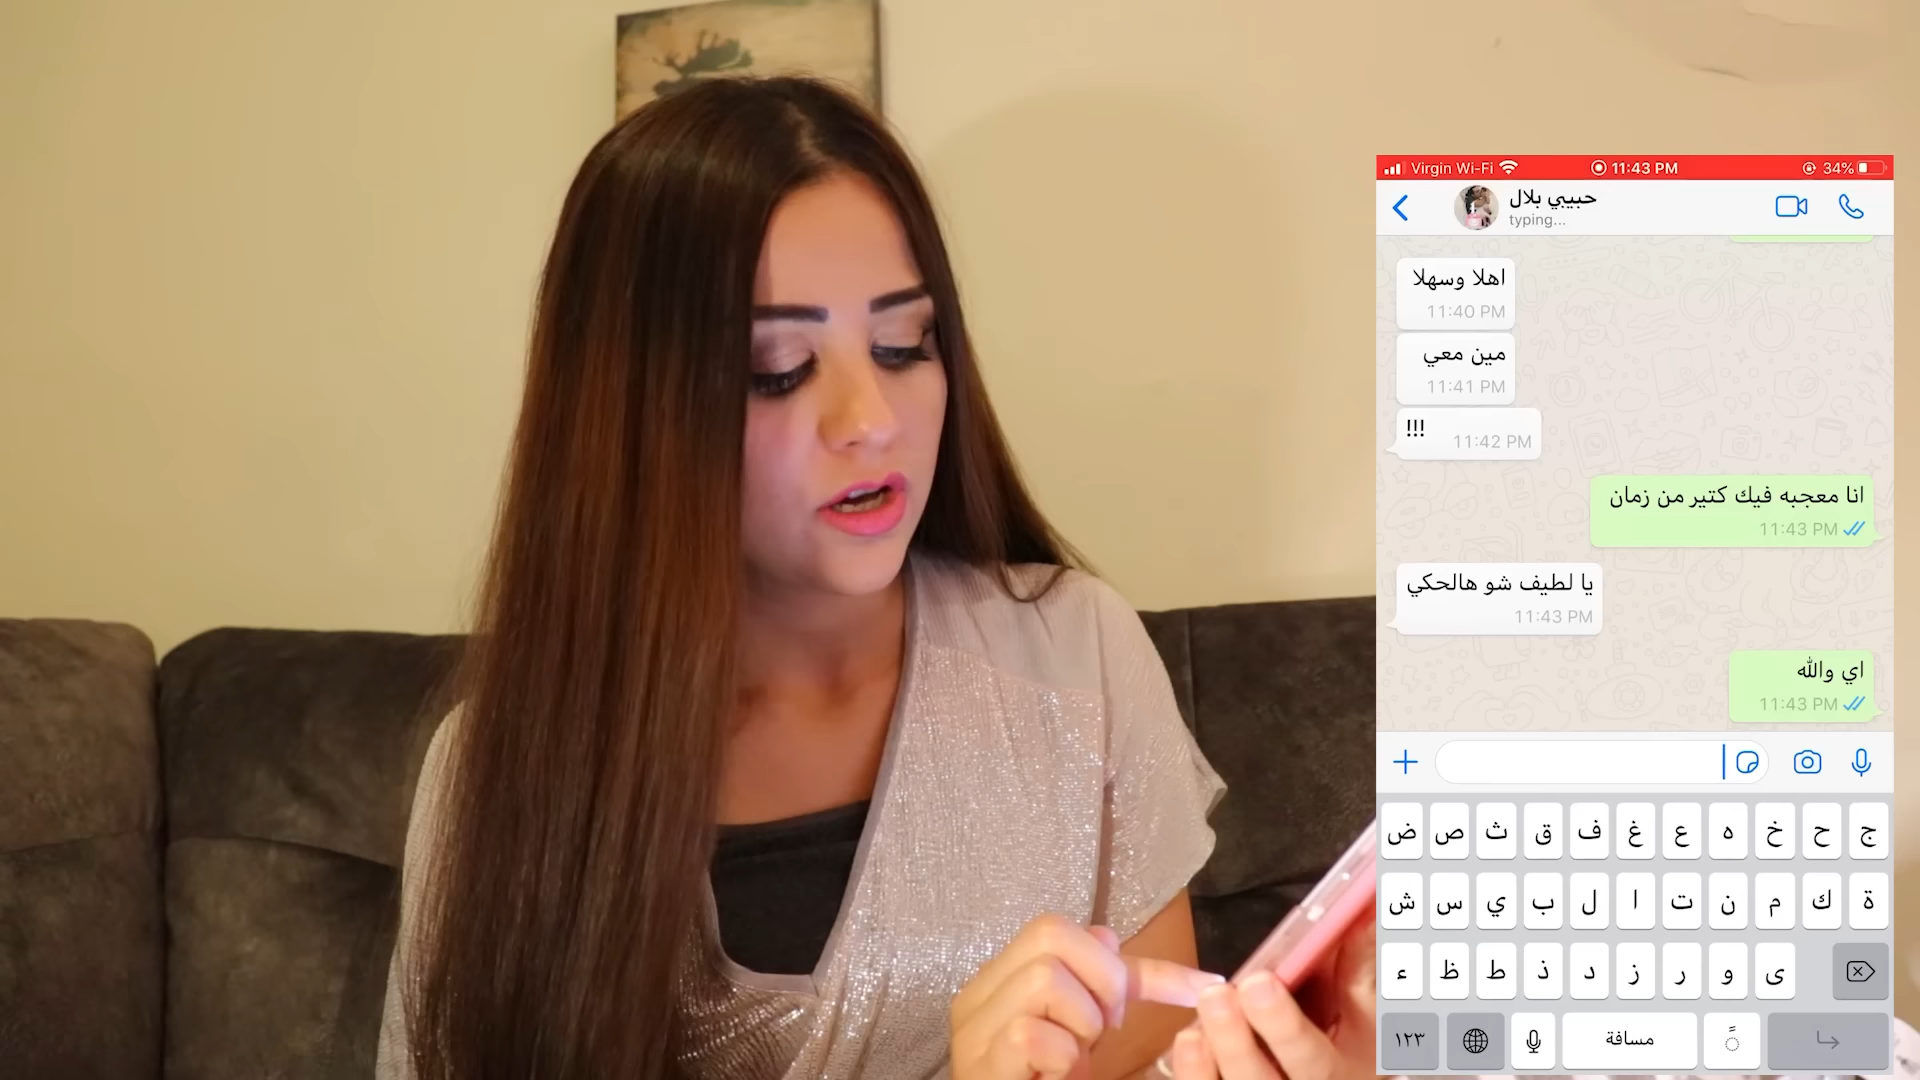 Virgin Wi-Fi 11:43 PM 34%
حبيبي بلال
typing...
اهلا وسهلا
11:40 PM
مين معي
11:41 PM
!!!
11:42 PM
انا معجبه فيك كتير من زمان
11:43 PM
يا لطيف شو هالحكي
11:43 PM
اي والله
11:43 PM
ض ص ث ق ف غ ع ه خ ح ج
ش س ي ب ل ا ت ن م ك ة
ء ظ ط ذ د ز ر و ى
١٢٣ مسافة